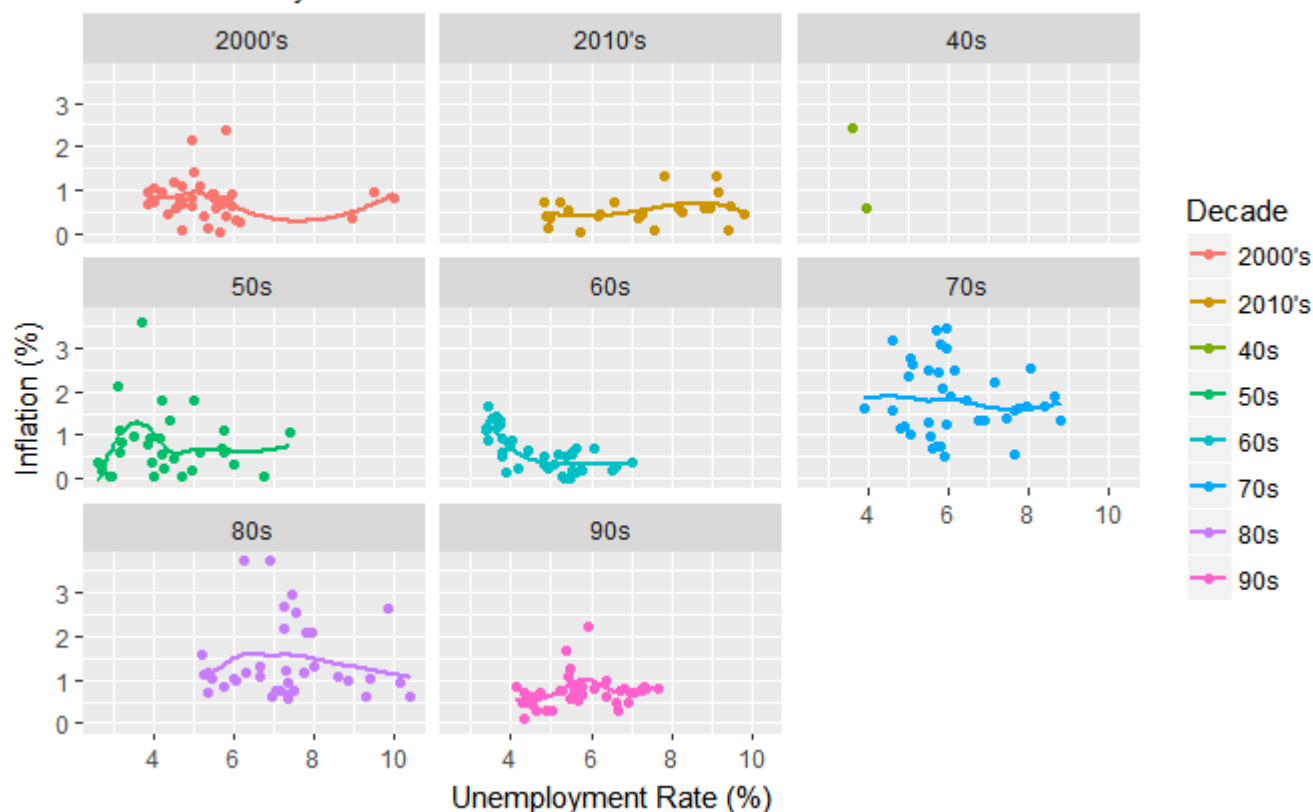 2000's 2010's 40s
3
2
1
0
50s 60s 70s
3
2
1
0
4 6 8 10
80s 90s
3
2
1
0
4 6 8 10 4 6 8 10
Unemployment Rate (%)
Inflation (%)
Decade
2000's
2010's
40s
50s
60s
70s
80s
90s